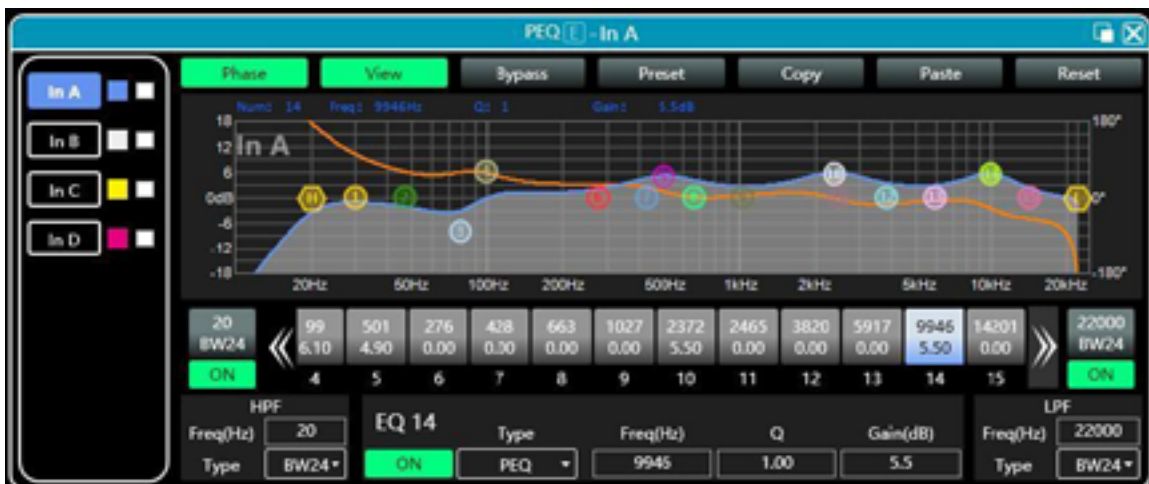 PEQ E -In A
In A
In B
In C
In D
Phase View Bypass Preset Copy Paste Reset
Num: 14 Freq: 9946Hz Q: 1 Gain: 5.5dB
In A
18
12
6
0dB
-6
-12
-18
180°
0°
-180°
20Hz 50Hz 100Hz 200Hz 500Hz 1kHz 2kHz 5kHz 10kHz 20kHz
20 99 501 276 428 663 1027 2372 2465 3820 5917 9946 14201 22000
BW24 6.10 4.90 0.00 0.00 0.00 0.00 5.50 0.00 0.00 0.00 5.50 0.00 BW24
ON 4 5 6 7 8 9 10 11 12 13 14 15 ON
HPF
Freq(Hz) 20
Type BW24
EQ 14
ON
Type Freq(Hz) Q Gain(dB)
PEQ 9946 1.00 5.5
LPF
Freq(Hz) 22000
Type BW24